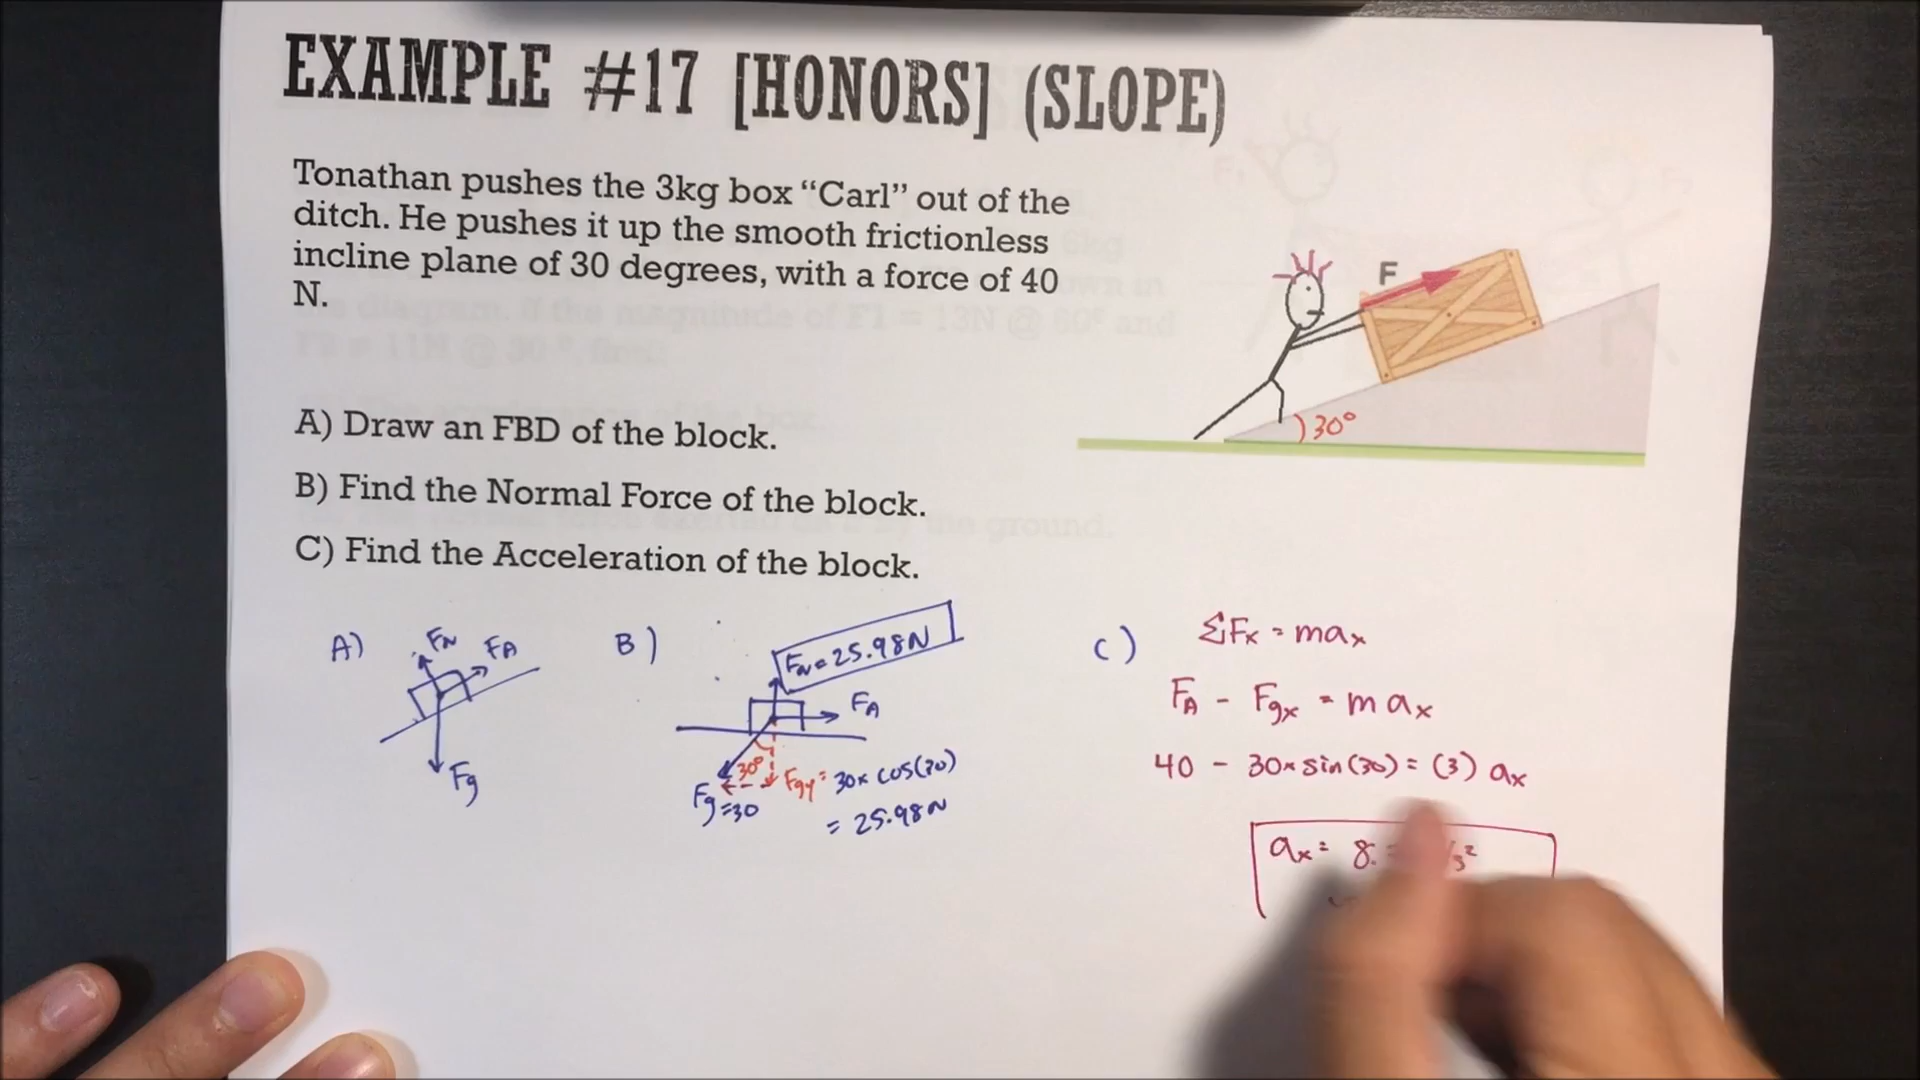 EXAMPLE #17 [HONORS] (SLOPE)
Tonathan pushes the 3kg box “Carl” out of the
ditch. He pushes it up the smooth frictionless
incline plane of 30 degrees, with a force of 40
N.
F
30°
A) Draw an FBD of the block.
B) Find the Normal Force of the block.
C) Find the Acceleration of the block.
A)
FN
FA
Fg
B)
FN = 25.98N
FA
30°
Fg = 30
Fgy = 30 x cos(30)
= 25.98N
C)
ΣFx = max
FA - Fgx = m ax
40 - 30 x sin(30) = (3) ax
ax = 8.